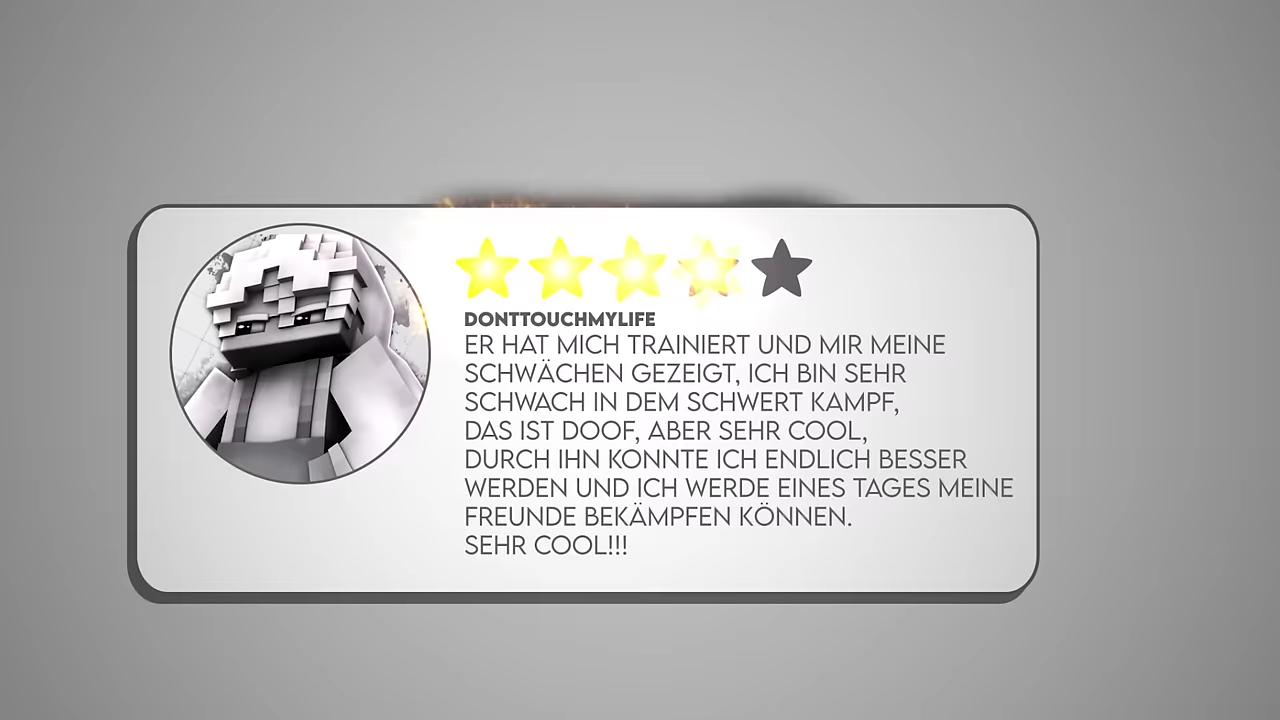 DONTTOUCHMYLIFE
ER HAT MICH TRAINIERT UND MIR MEINE
SCHWÄCHEN GEZEIGT, ICH BIN SEHR
SCHWACH IN DEM SCHWERT KAMPF,
DAS IST DOOF, ABER SEHR COOL,
DURCH IHN KONNTE ICH ENDLICH BESSER
WERDEN UND ICH WERDE EINES TAGES MEINE
FREUNDE BEKÄMPFEN KÖNNEN.
SEHR COOL!!!